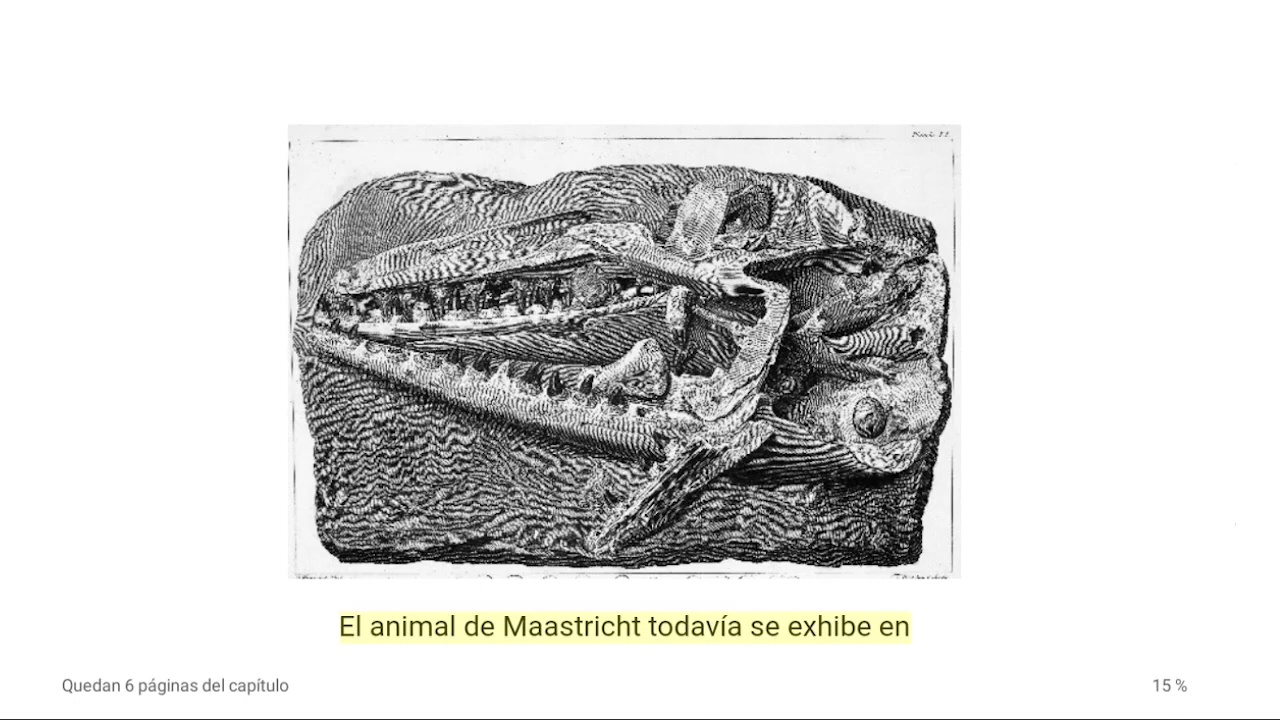 El animal de Maastricht todavía se exhibe en
Quedan 6 páginas del capítulo
15 %